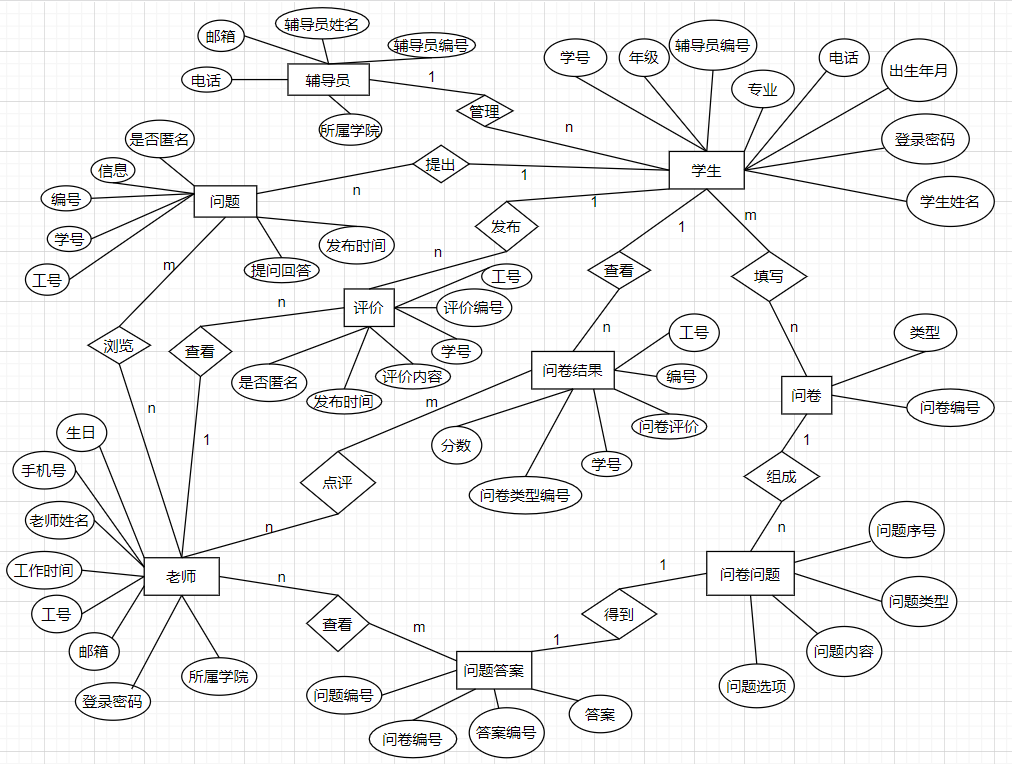 辅导员姓名
邮箱
辅导员编号
电话
辅导员
所属学院
1
管理
n
学号
年级
辅导员编号
专业
电话
出生年月
登录密码
学生姓名
学生
是否匿名
信息
编号
学号
工号
问题
提问回答
发布时间
n
提出
1
1
发布
n
1
查看
n
m
填写
n
m
浏览
n
n
查看
1
评价
工号
评价编号
学号
评价内容
发布时间
是否匿名
问卷结果
工号
编号
问卷评价
学号
问卷类型编号
分数
m
点评
n
问卷
类型
问卷编号
1
组成
n
生日
手机号
老师姓名
工作时间
工号
邮箱
登录密码
所属学院
老师
n
查看
m
问卷问题
问题序号
问题类型
问题内容
问题选项
1
得到
1
问题答案
问题编号
问卷编号
答案编号
答案